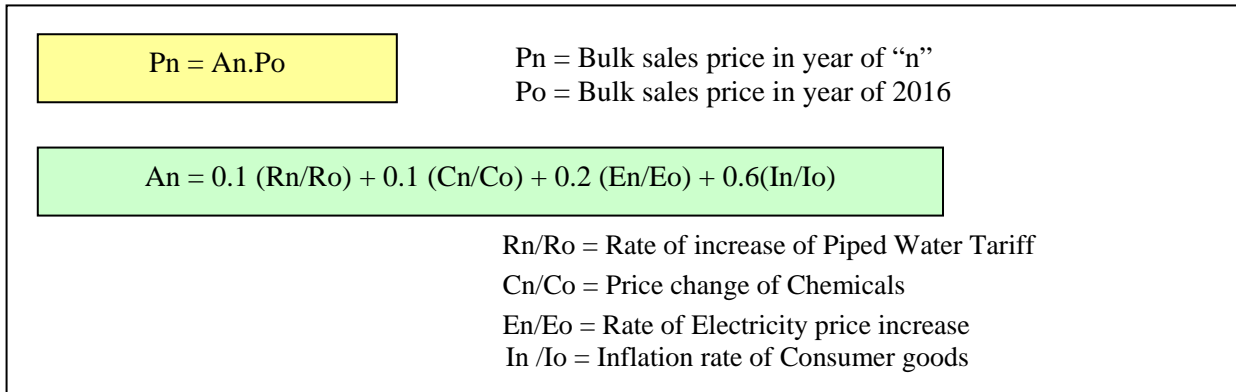 Pn = An.Po
Pn = Bulk sales price in year of “n”
Po = Bulk sales price in year of 2016
An = 0.1 (Rn/Ro) + 0.1 (Cn/Co) + 0.2 (En/Eo) + 0.6(In/Io)
Rn/Ro = Rate of increase of Piped Water Tariff
Cn/Co = Price change of Chemicals
En/Eo = Rate of Electricity price increase
In /Io = Inflation rate of Consumer goods